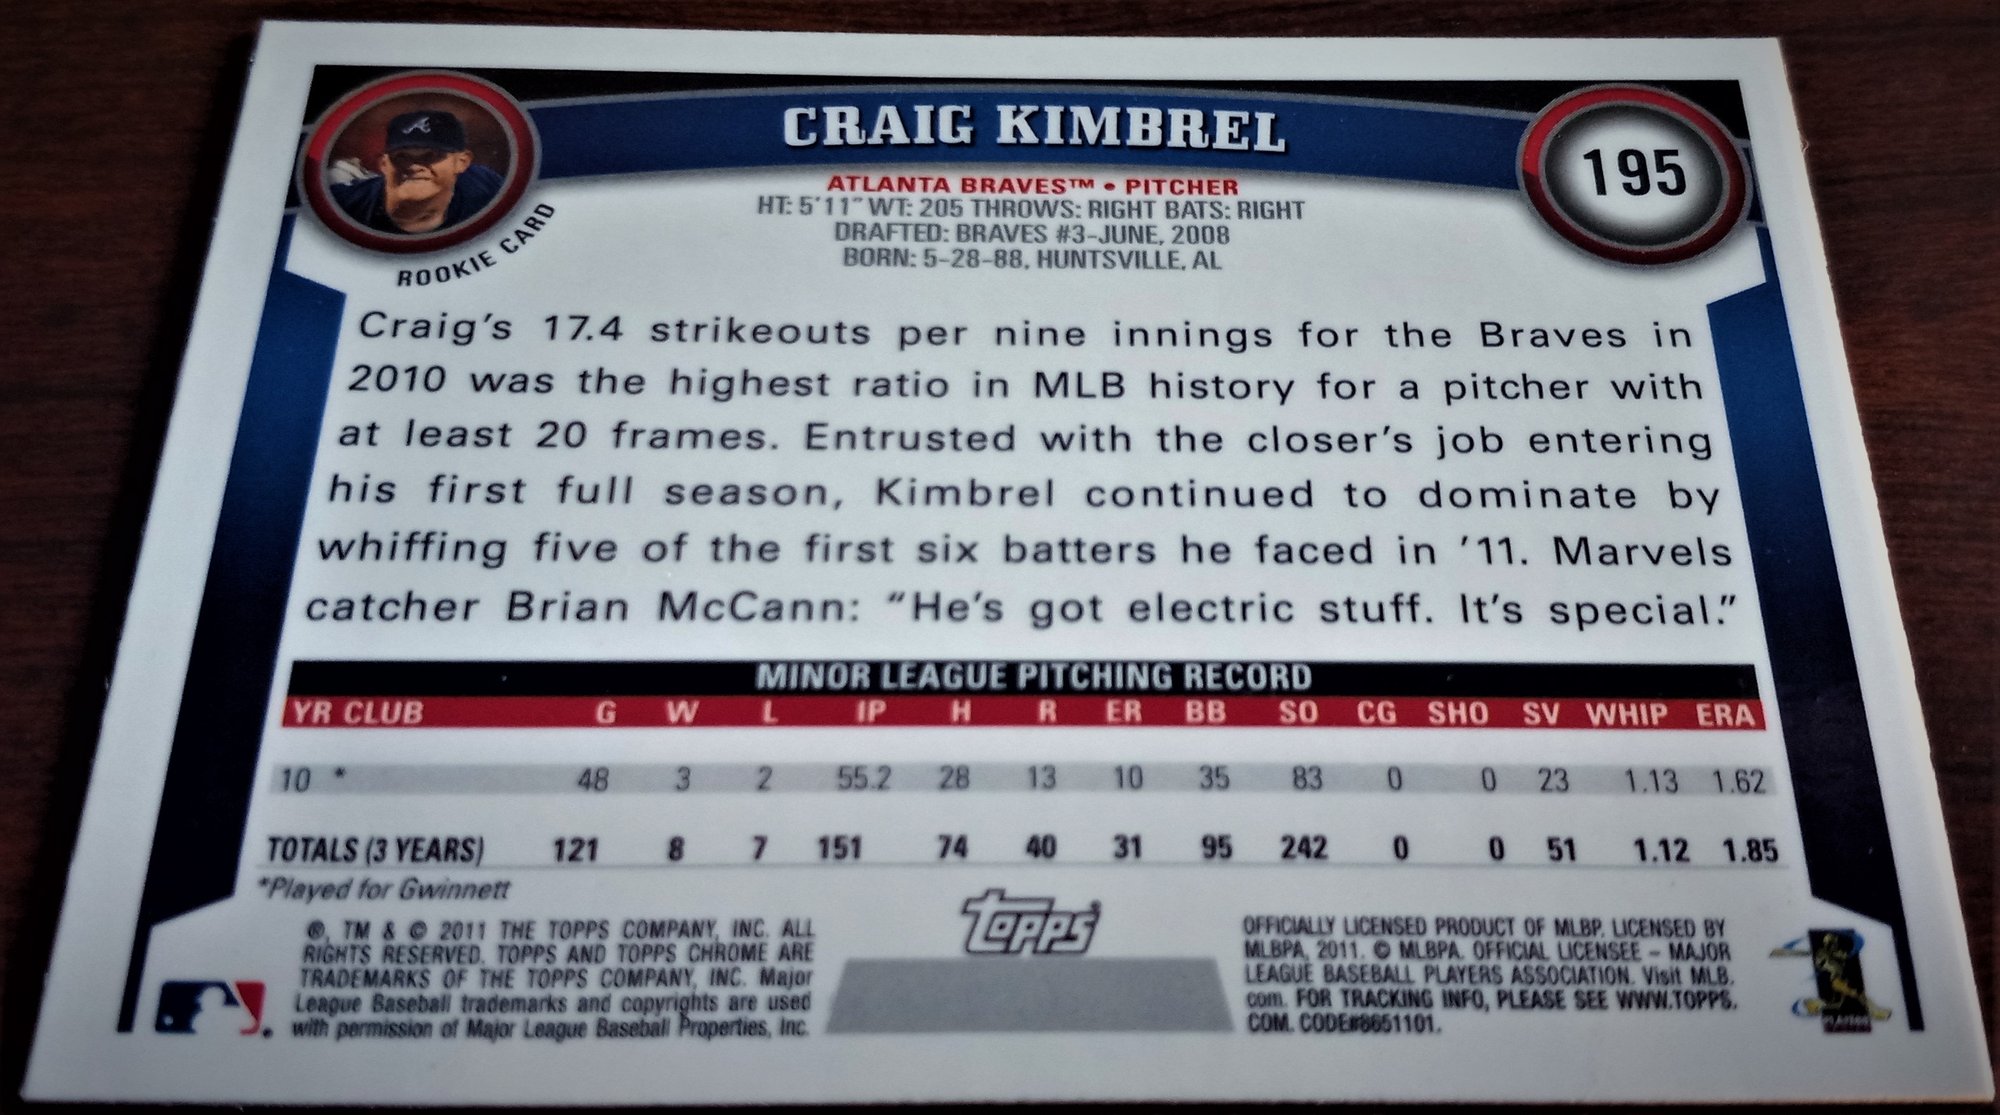 CRAIG KIMBREL
195
ATLANTA BRAVES™ • PITCHER
HT: 5'11" WT: 205 THROWS: RIGHT BATS: RIGHT
DRAFTED: BRAVES #3-JUNE, 2008
BORN: 5-28-88, HUNTSVILLE, AL
ROOKIE CARD
Craig's 17.4 strikeouts per nine innings for the Braves in
2010 was the highest ratio in MLB history for a pitcher with
at least 20 frames. Entrusted with the closer's job entering
his first full season, Kimbrel continued to dominate by
whiffing five of the first six batters he faced in '11. Marvels
catcher Brian McCann: "He's got electric stuff. It's special."
MINOR LEAGUE PITCHING RECORD
YR CLUB G W L IP H R ER BB SO CG SHO SV WHIP ERA
10 * 48 3 2 55.2 28 13 10 35 83 0 0 23 1.13 1.62
TOTALS (3 YEARS) 121 8 7 151 74 40 31 95 242 0 0 51 1.12 1.85
*Played for Gwinnett
®, TM & © 2011 THE TOPPS COMPANY, INC. ALL
RIGHTS RESERVED. TOPPS AND TOPPS CHROME ARE
TRADEMARKS OF THE TOPPS COMPANY, INC. Major
League Baseball trademarks and copyrights are used
with permission of Major League Baseball Properties, Inc.
Topps
OFFICIALLY LICENSED PRODUCT OF MLBP. LICENSED BY
MLBPA, 2011. © MLBPA. OFFICIAL LICENSEE – MAJOR
LEAGUE BASEBALL PLAYERS ASSOCIATION. Visit MLB.
com. FOR TRACKING INFO, PLEASE SEE WWW.TOPPS.
COM. CODE#8651101.
PLAYERS